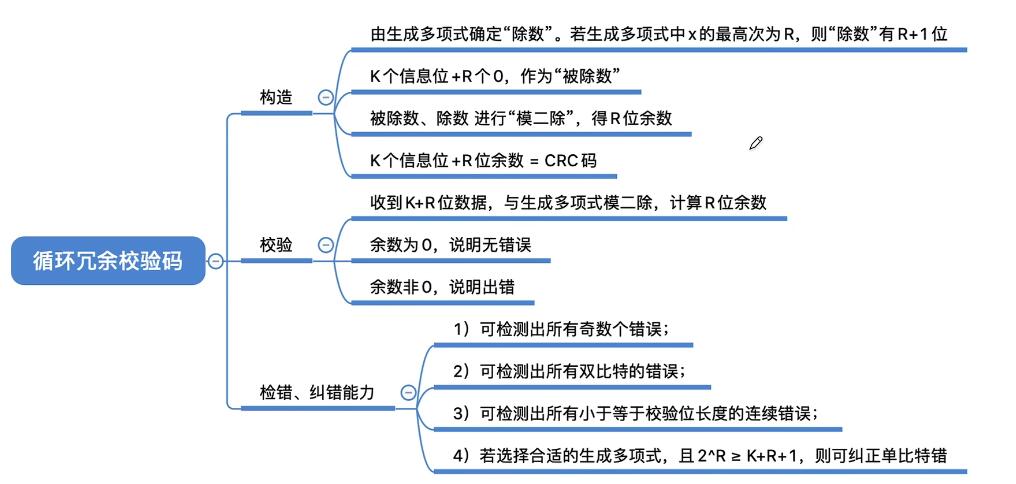 循环冗余校验码
构造
由生成多项式确定“除数”。若生成多项式中x的最高次为R，则“除数”有R+1位
K个信息位+R个0，作为“被除数”
被除数、除数 进行“模二除”，得R位余数
K个信息位+R位余数 = CRC码
校验
收到K+R位数据，与生成多项式模二除，计算R位余数
余数为0，说明无错误
余数非0，说明出错
检错、纠错能力
1）可检测出所有奇数个错误；
2）可检测出所有双比特的错误；
3）可检测出所有小于等于校验位长度的连续错误；
4）若选择合适的生成多项式，且2^R ≥ K+R+1，则可纠正单比特错